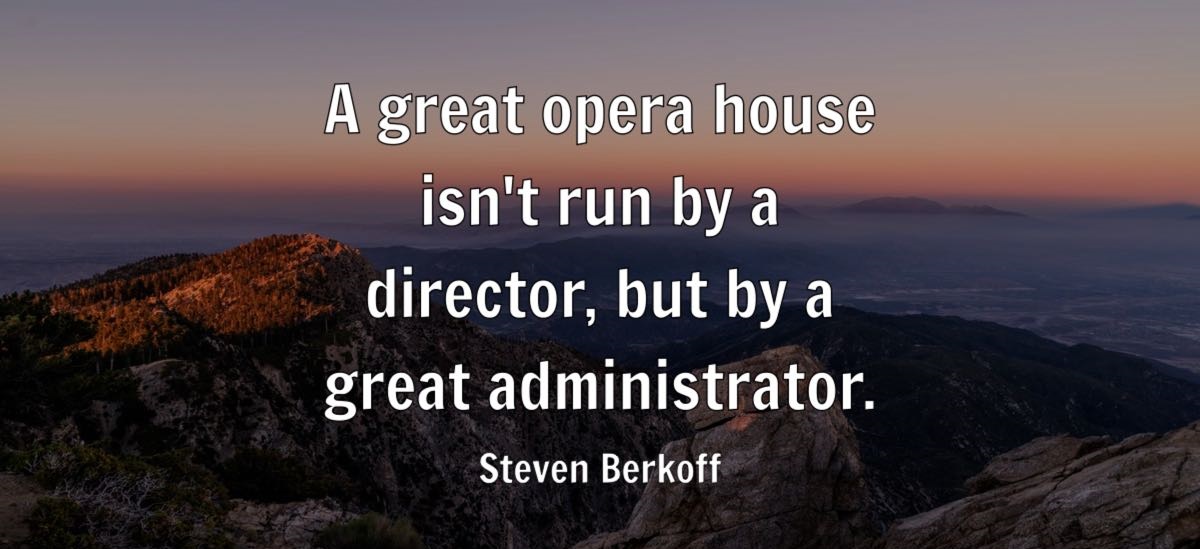 A great opera house
isn't run by a
director, but by a
great administrator.
Steven Berkoff